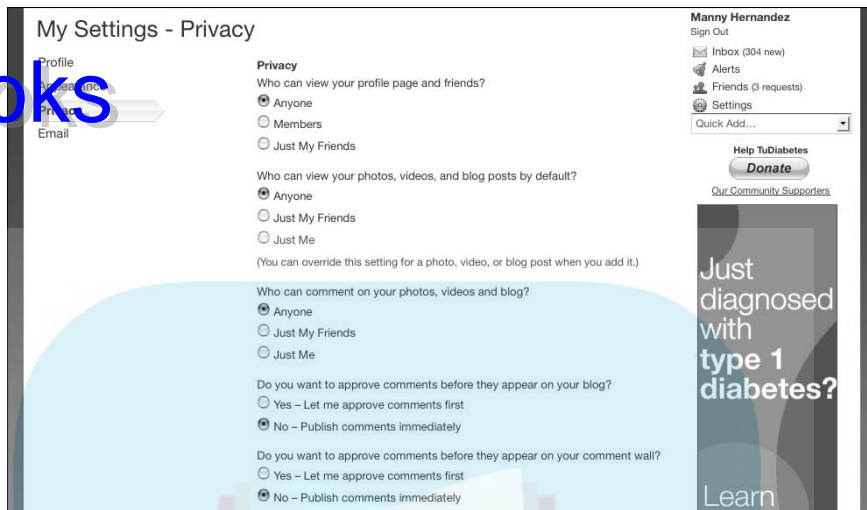 My Settings - Privacy
Profile
Appearance
Privacy
Email
oks
Privacy
Who can view your profile page and friends?
Anyone
Members
Just My Friends
Who can view your photos, videos, and blog posts by default?
Anyone
Just My Friends
Just Me
(You can override this setting for a photo, video, or blog post when you add it.)
Who can comment on your photos, videos and blog?
Anyone
Just My Friends
Just Me
Do you want to approve comments before they appear on your blog?
Yes – Let me approve comments first
No – Publish comments immediately
Do you want to approve comments before they appear on your comment wall?
Yes – Let me approve comments first
No – Publish comments immediately
Manny Hernandez
Sign Out
Inbox (304 new)
Alerts
Friends (3 requests)
Settings
Quick Add...
Help TuDiabetes
Donate
Our Community Supporters
Just
diagnosed
with
type 1
diabetes?
Learn